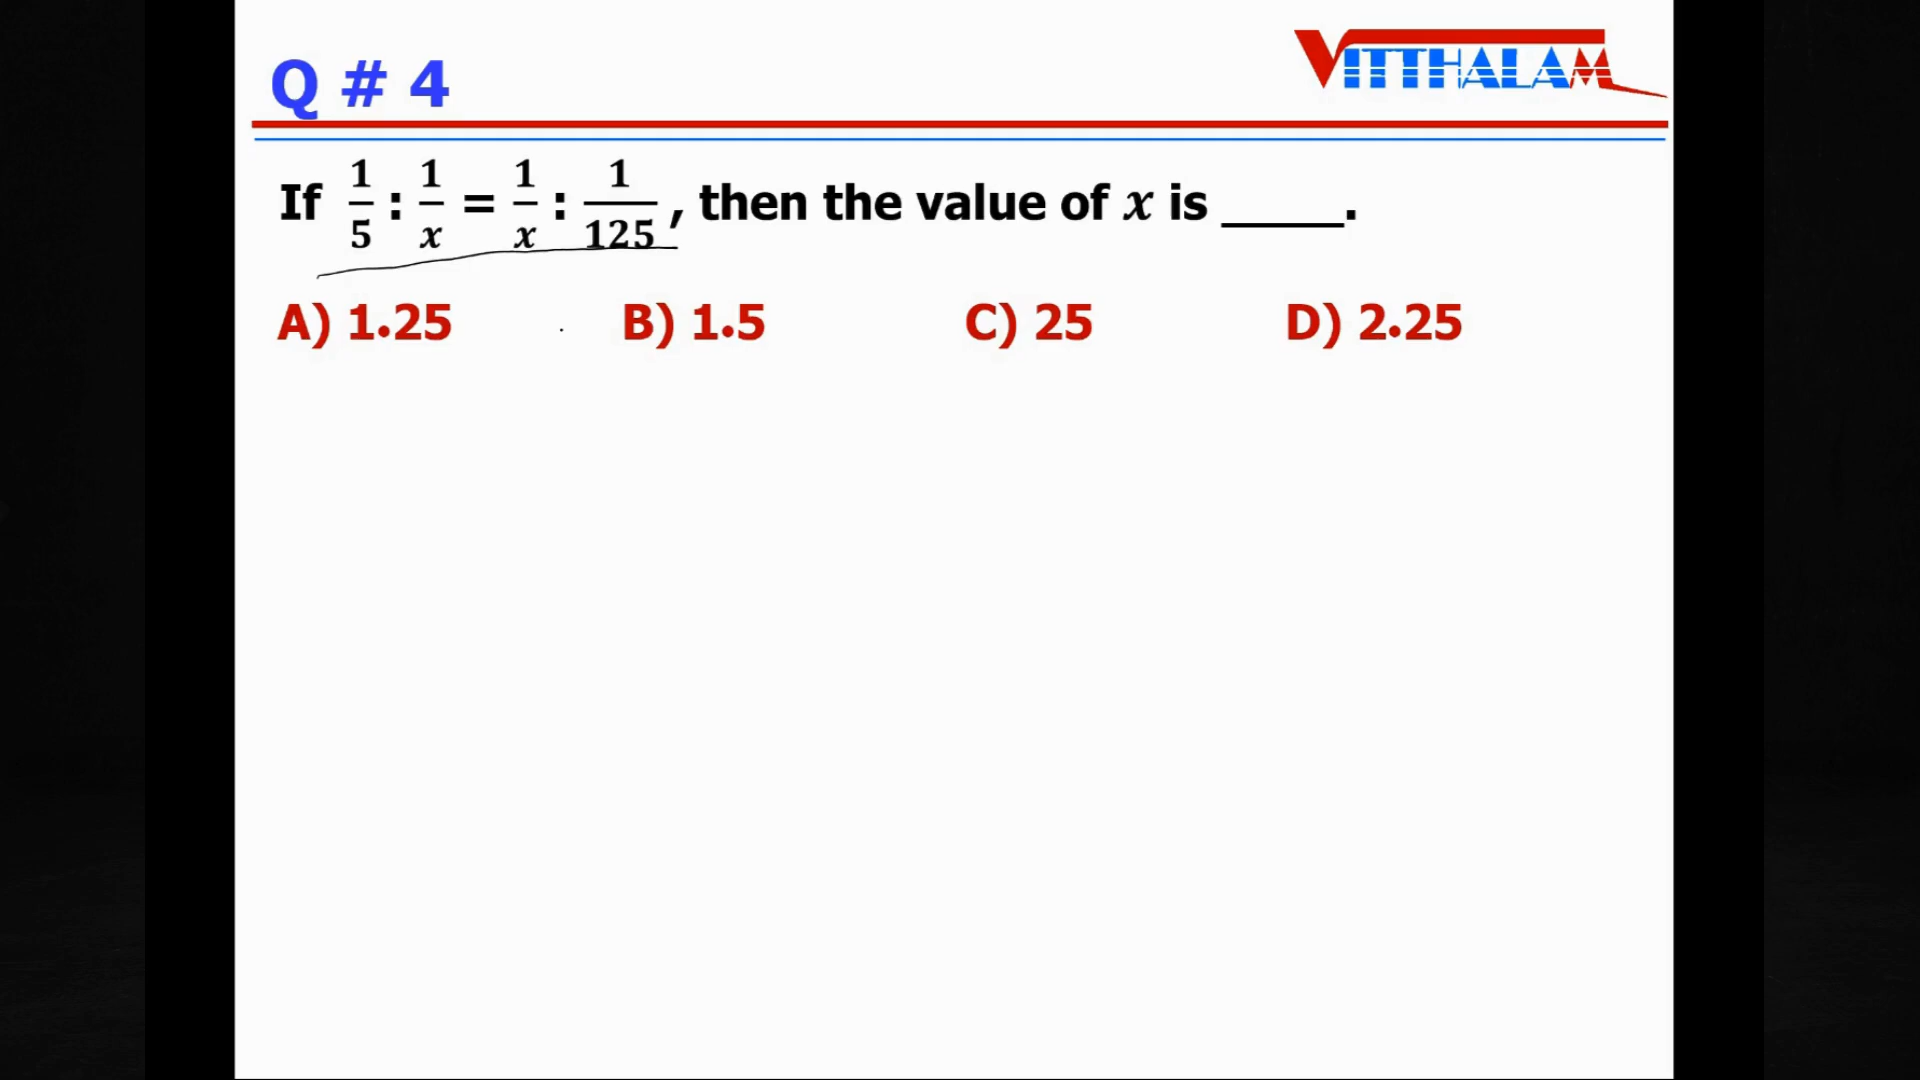 VITTHALAM
Q # 4
If 1/5 : 1/x = 1/x : 1/125, then the value of x is _____.
A) 1.25 B) 1.5 C) 25 D) 2.25